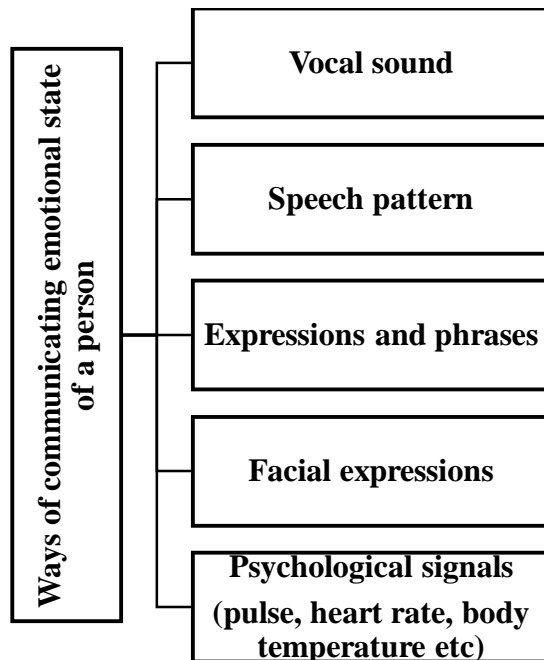 Ways of communicating emotional state
of a person
Vocal sound
Speech pattern
Expressions and phrases
Facial expressions
Psychological signals
(pulse, heart rate, body
temperature etc)